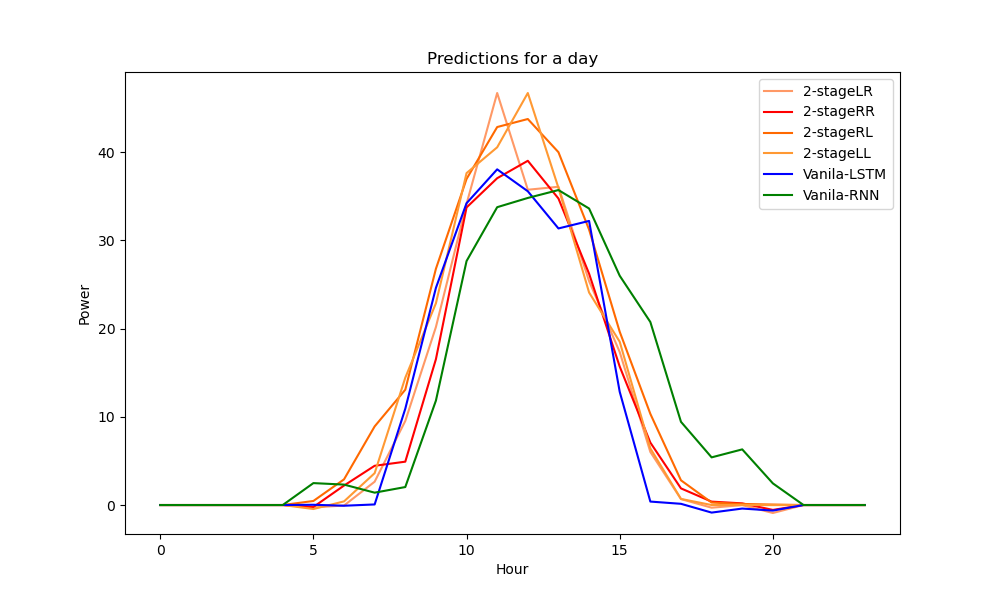 Predictions for a day
2-stageLR
2-stageRR
2-stageRL
2-stageLL
Vanila-LSTM
Vanila-RNN
Power
40
30
20
10
0
0 5 10 15 20
Hour